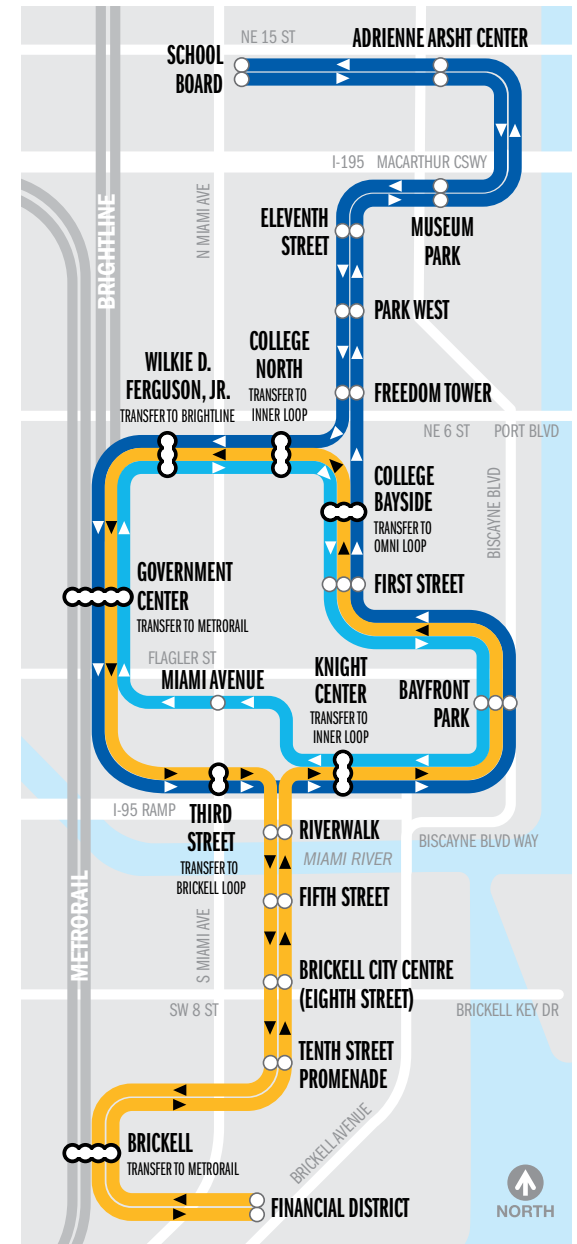 NE 15 ST
ADRIENNE ARSHT CENTER
SCHOOL
BOARD
I-195 MACARTHUR CSWY
N MIAMI AVE
BRIGHTLINE
ELEVENTH
STREET
MUSEUM
PARK
PARK WEST
COLLEGE
NORTH
TRANSFER TO
INNER LOOP
WILKIE D.
FERGUSON, JR.
TRANSFER TO BRIGHTLINE
FREEDOM TOWER
NE 6 ST PORT BLVD
COLLEGE
BAYSIDE
TRANSFER TO
OMNI LOOP
BISCAYNE BLVD
GOVERNMENT
CENTER
TRANSFER TO METRORAIL
FIRST STREET
FLAGLER ST
MIAMI AVENUE
KNIGHT
CENTER
TRANSFER TO
INNER LOOP
BAYFRONT
PARK
I-95 RAMP
THIRD
STREET
TRANSFER TO
BRICKELL LOOP
RIVERWALK
BISCAYNE BLVD WAY
MIAMI RIVER
FIFTH STREET
METRORAIL
S MIAMI AVE
BRICKELL CITY CENTRE
(EIGHTH STREET)
SW 8 ST
BRICKELL KEY DR
TENTH STREET
PROMENADE
BRICKELL AVENUE
BRICKELL
TRANSFER TO METRORAIL
FINANCIAL DISTRICT
NORTH